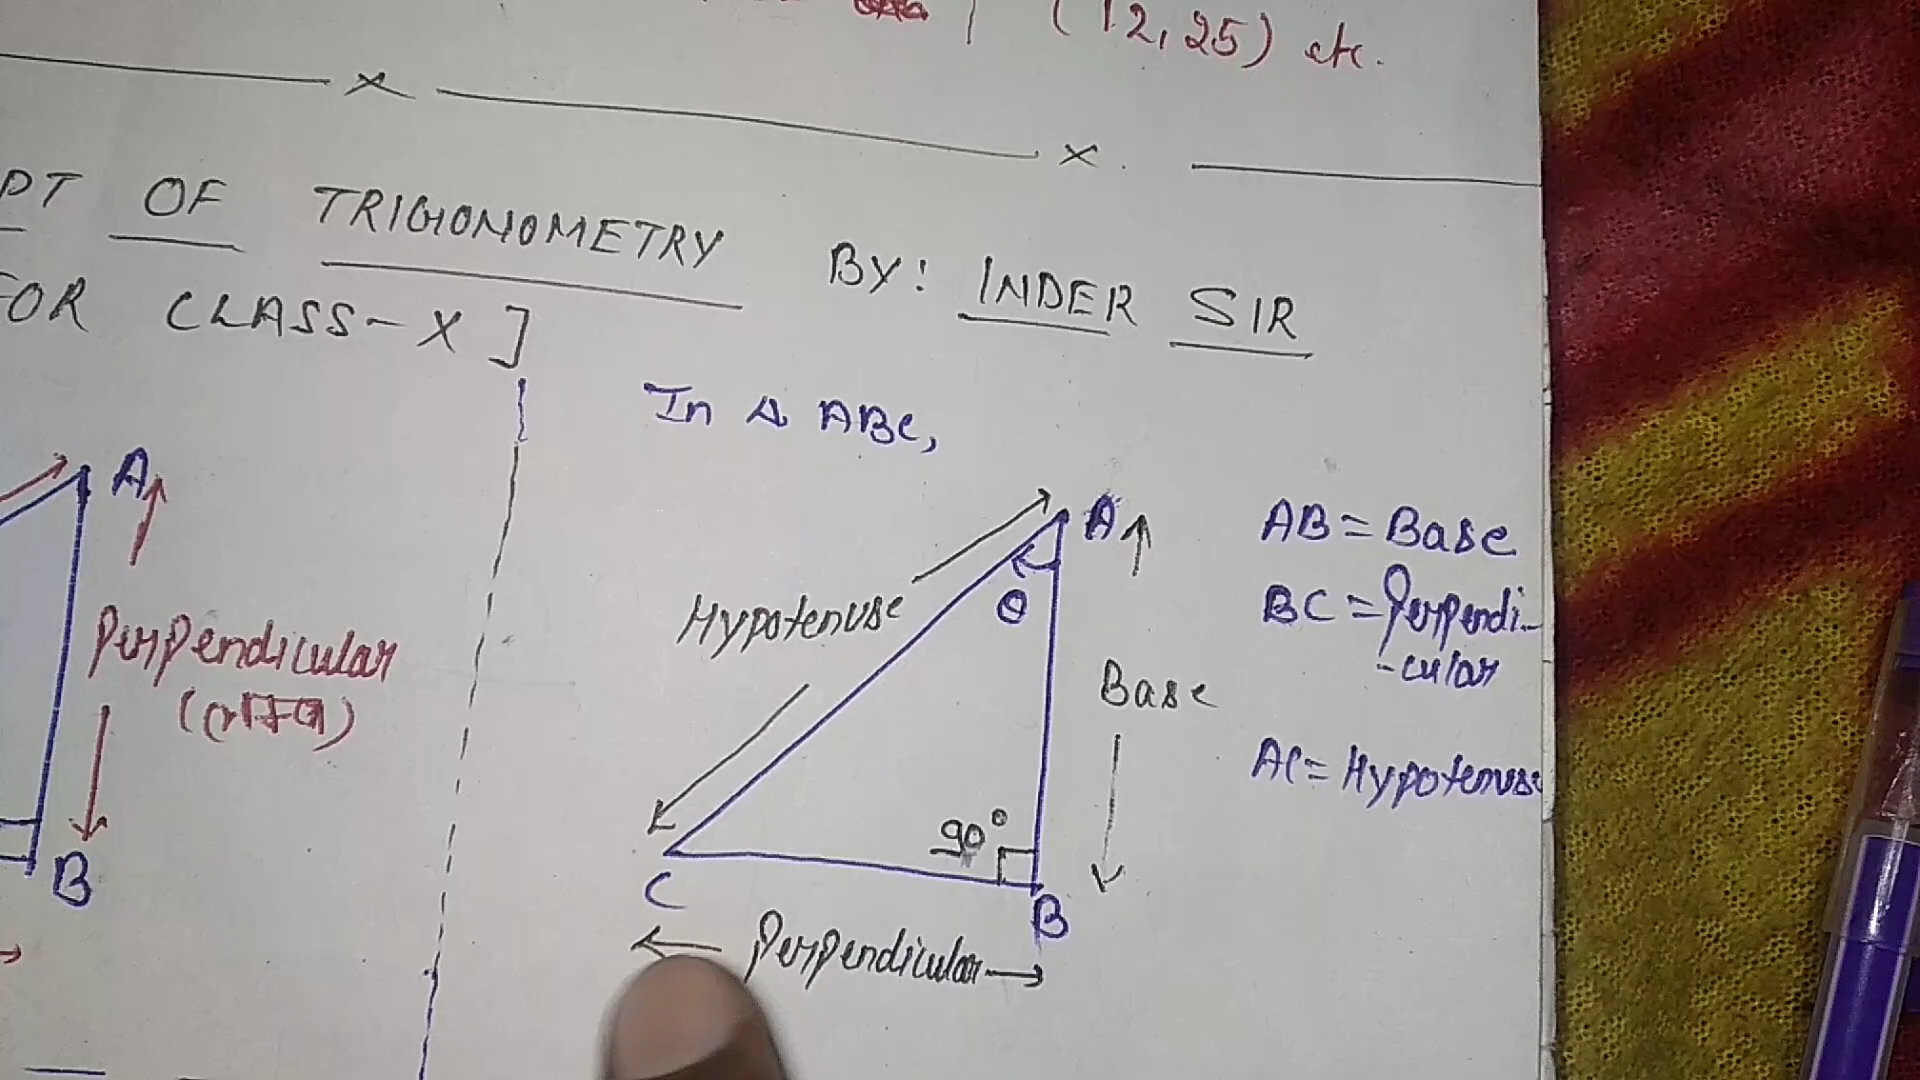 (12,25) etc.
x
x.
PT OF TRIGONOMETRY BY: INDER SIR
FOR CLASS-X]
A
Perpendicular
B
In Δ ABC,
A
θ
Hypotenuse
Base
90°
C
B
Perpendicular
AB=Base
BC=Perpendi-
-cular
AC=Hypotenuse